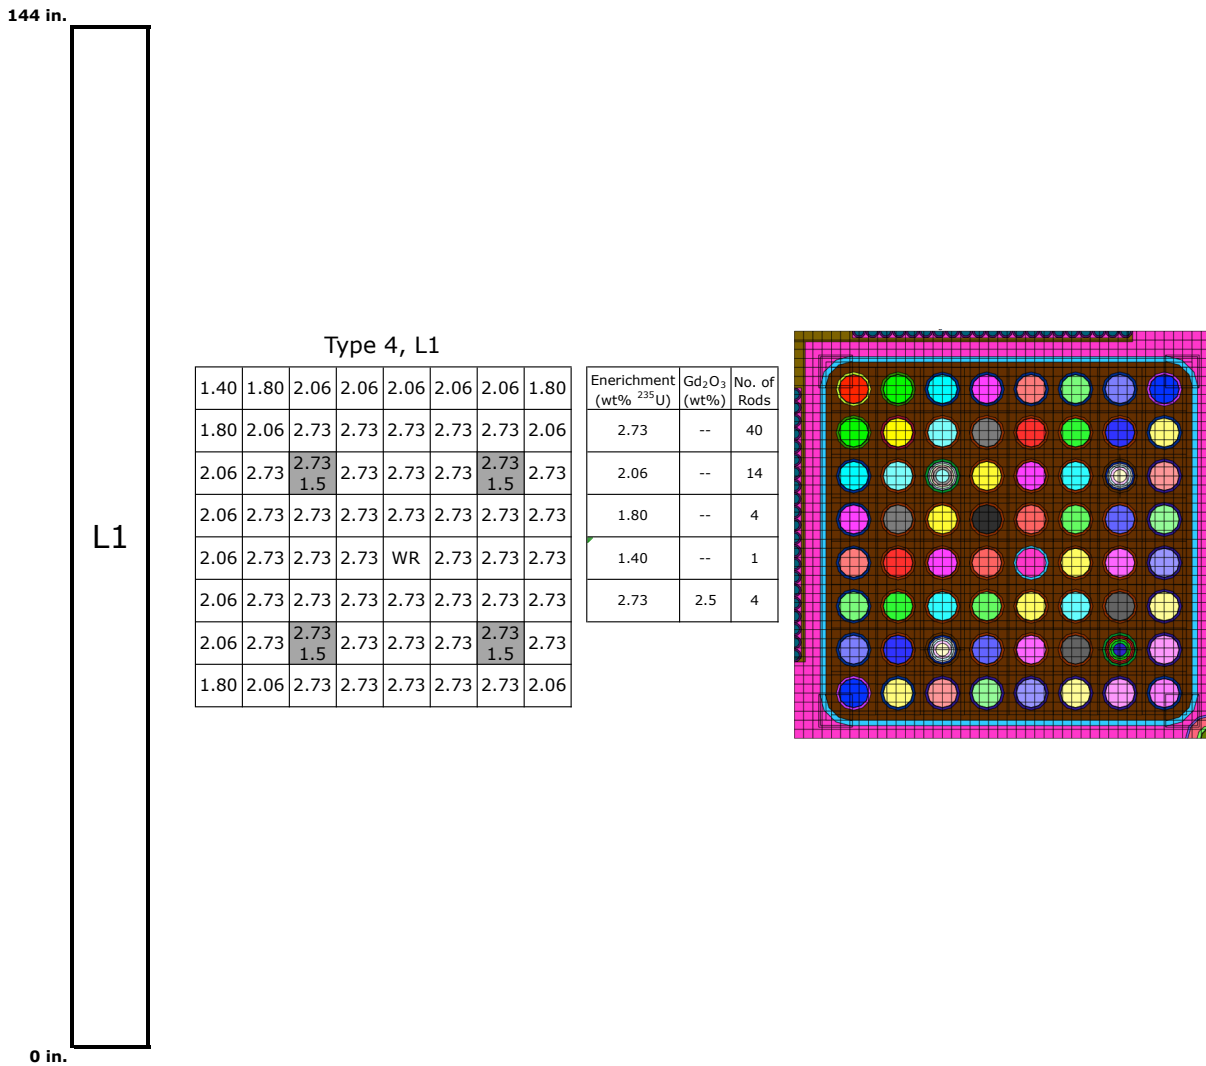 144 in.
L1
Type 4, L1
1.40 1.80 2.06 2.06 2.06 2.06 2.06 1.80
1.80 2.06 2.73 2.73 2.73 2.73 2.73 2.06
2.06 2.73 2.73 1.5 2.73 2.73 2.73 2.73 1.5 2.73
2.06 2.73 2.73 2.73 2.73 2.73 2.73 2.73
2.06 2.73 2.73 2.73 WR 2.73 2.73 2.73
2.06 2.73 2.73 2.73 2.73 2.73 2.73 2.73
2.06 2.73 2.73 1.5 2.73 2.73 2.73 2.73 1.5 2.73
1.80 2.06 2.73 2.73 2.73 2.73 2.73 2.06
Enerichment (wt% ²³⁵U) Gd₂O₃ (wt%) No. of Rods
2.73 -- 40
2.06 -- 14
1.80 -- 4
1.40 -- 1
2.73 2.5 4
0 in.